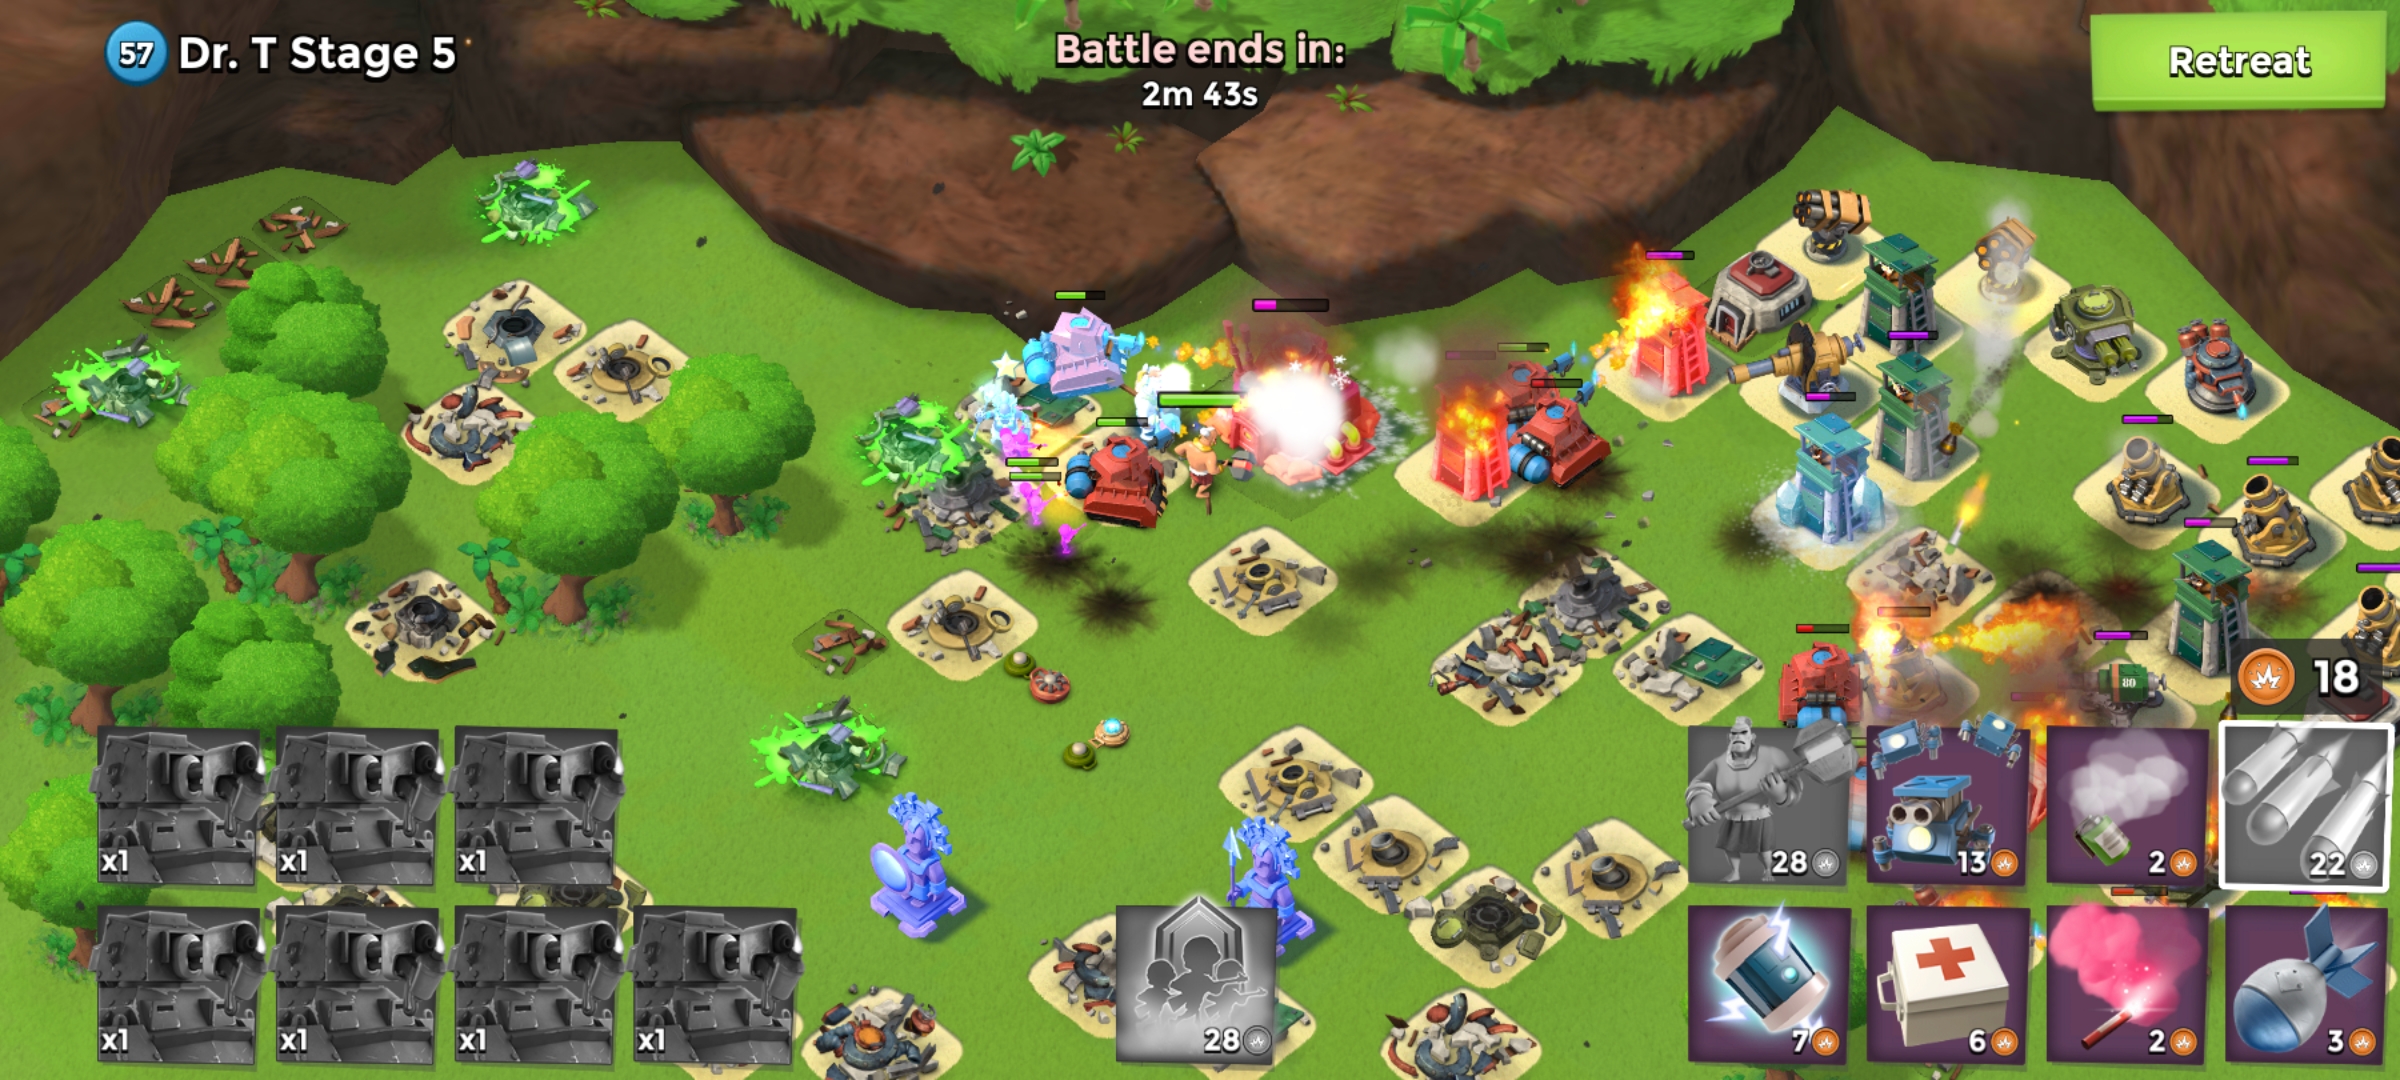 57 Dr. T Stage 5
Battle ends in:
2m 43s
Retreat
80
18
x1 x1 x1
28 13 2 22
x1 x1 x1 x1
28
7 6 2 3